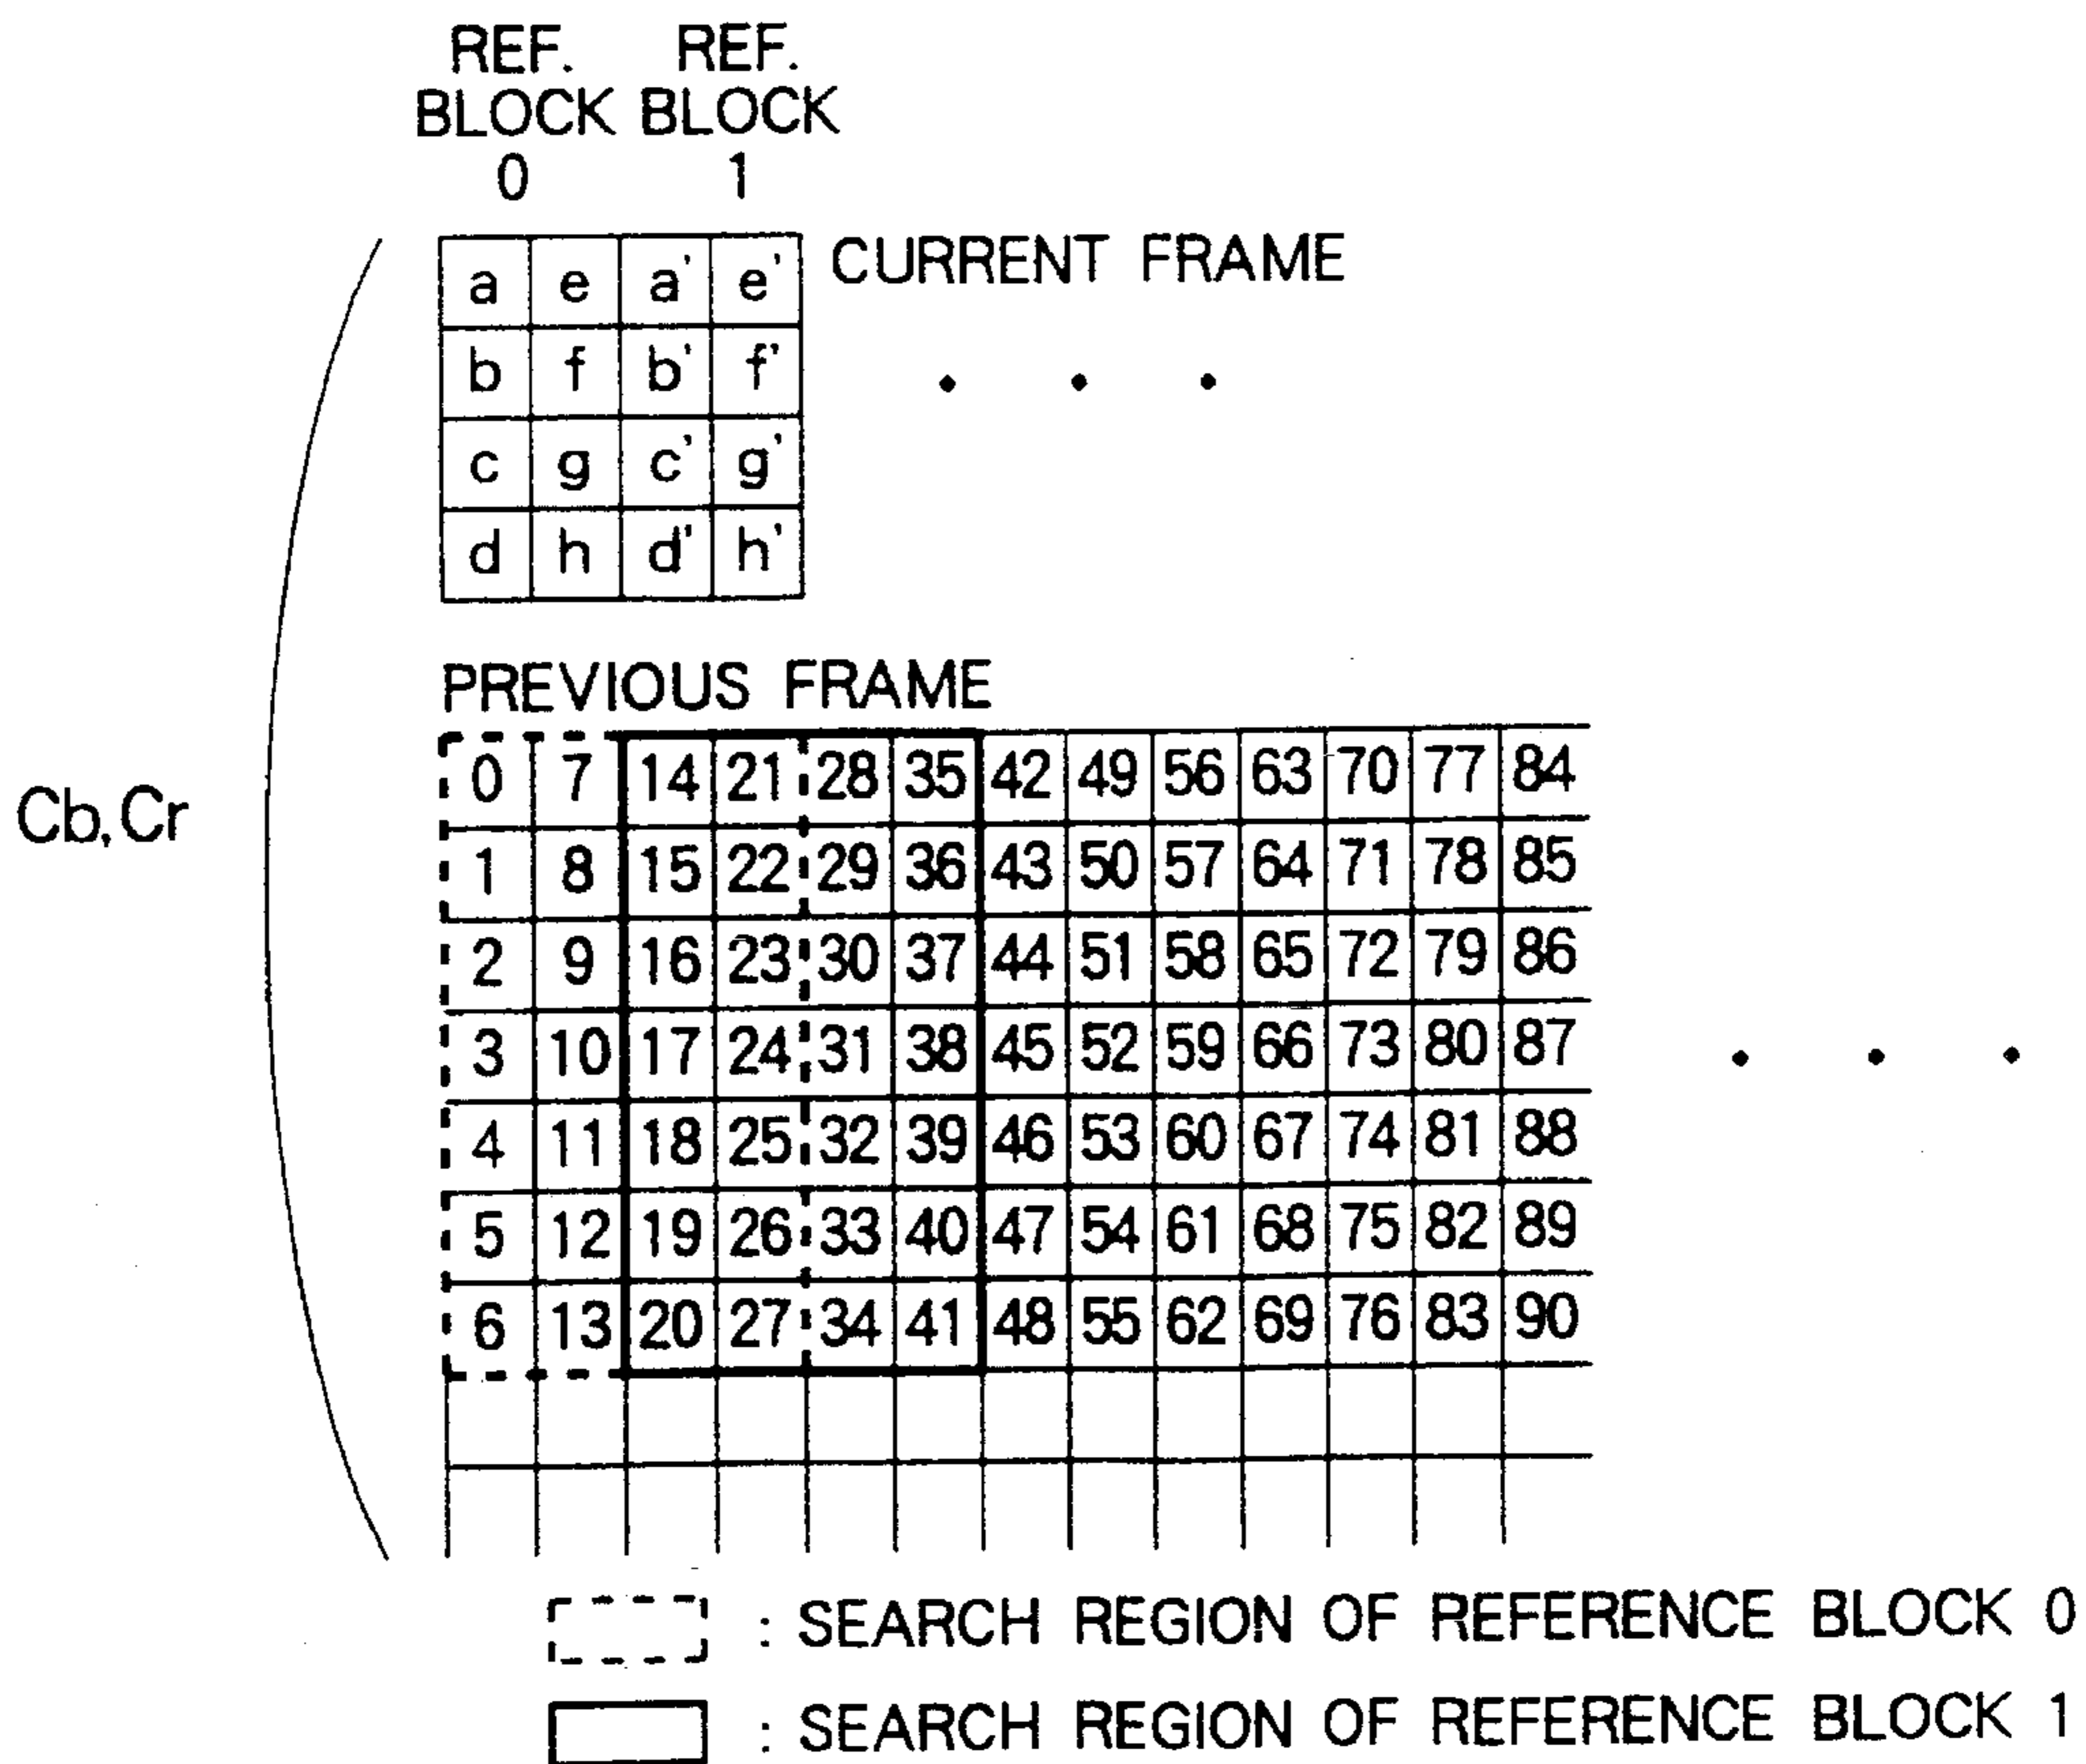 REF. REF.
BLOCK BLOCK
0 1
a e a' e' CURRENT FRAME
b f b' f'
c g c' g'
d h d' h'
PREVIOUS FRAME
0 7 14 21 28 35 42 49 56 63 70 77 84
Cb,Cr
1 8 15 22 29 36 43 50 57 64 71 78 85
2 9 16 23 30 37 44 51 58 65 72 79 86
3 10 17 24 31 38 45 52 59 66 73 80 87
4 11 18 25 32 39 46 53 60 67 74 81 88
5 12 19 26 33 40 47 54 61 68 75 82 89
6 13 20 27 34 41 48 55 62 69 76 83 90
: SEARCH REGION OF REFERENCE BLOCK 0
: SEARCH REGION OF REFERENCE BLOCK 1